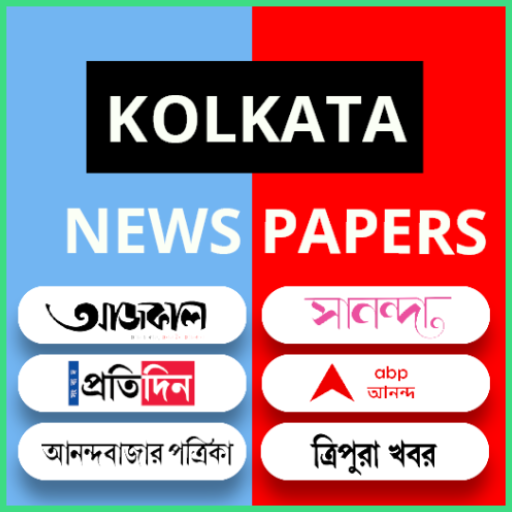 KOLKATA
NEWS PAPERS
আজকাল
সানন্দা
সংবাদ প্রতিদিন
abp
আনন্দ
আনন্দবাজার পত্রিকা
ত্রিপুরা খবর